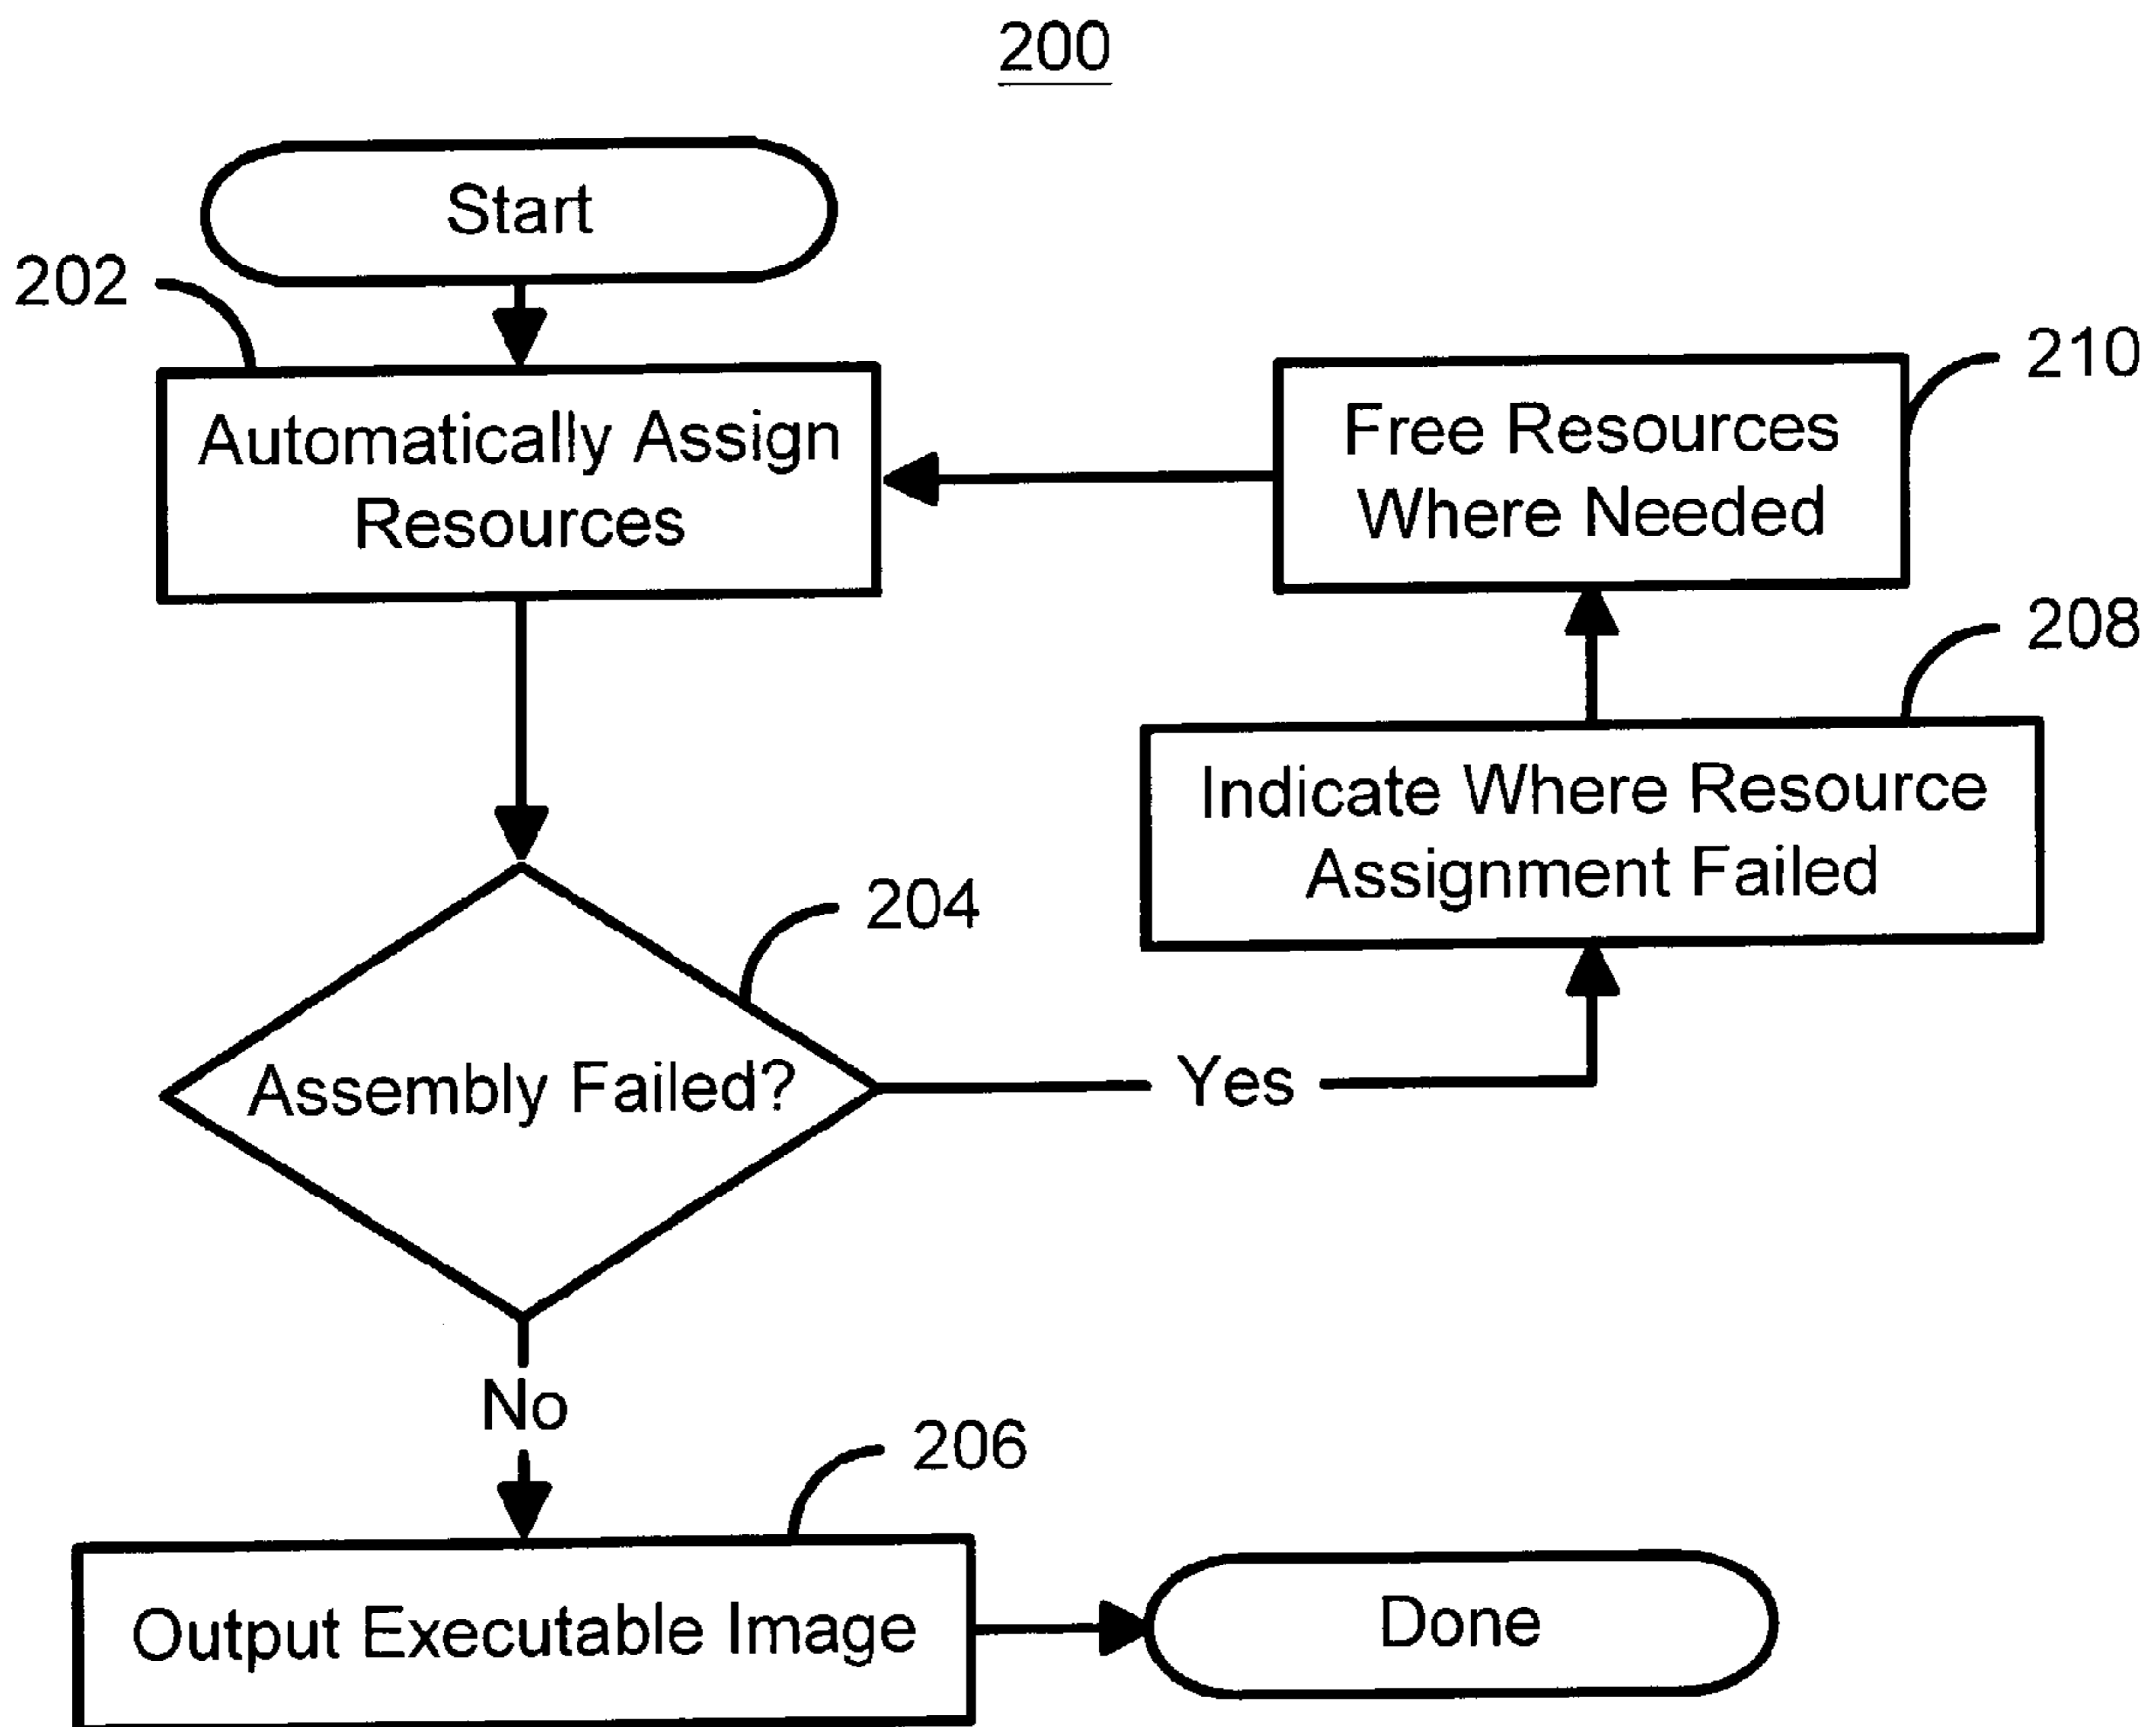 200
Start
202
Automatically Assign
Resources
210
Free Resources
Where Needed
208
Indicate Where Resource
Assignment Failed
204
Assembly Failed?
Yes
No
206
Output Executable Image
Done